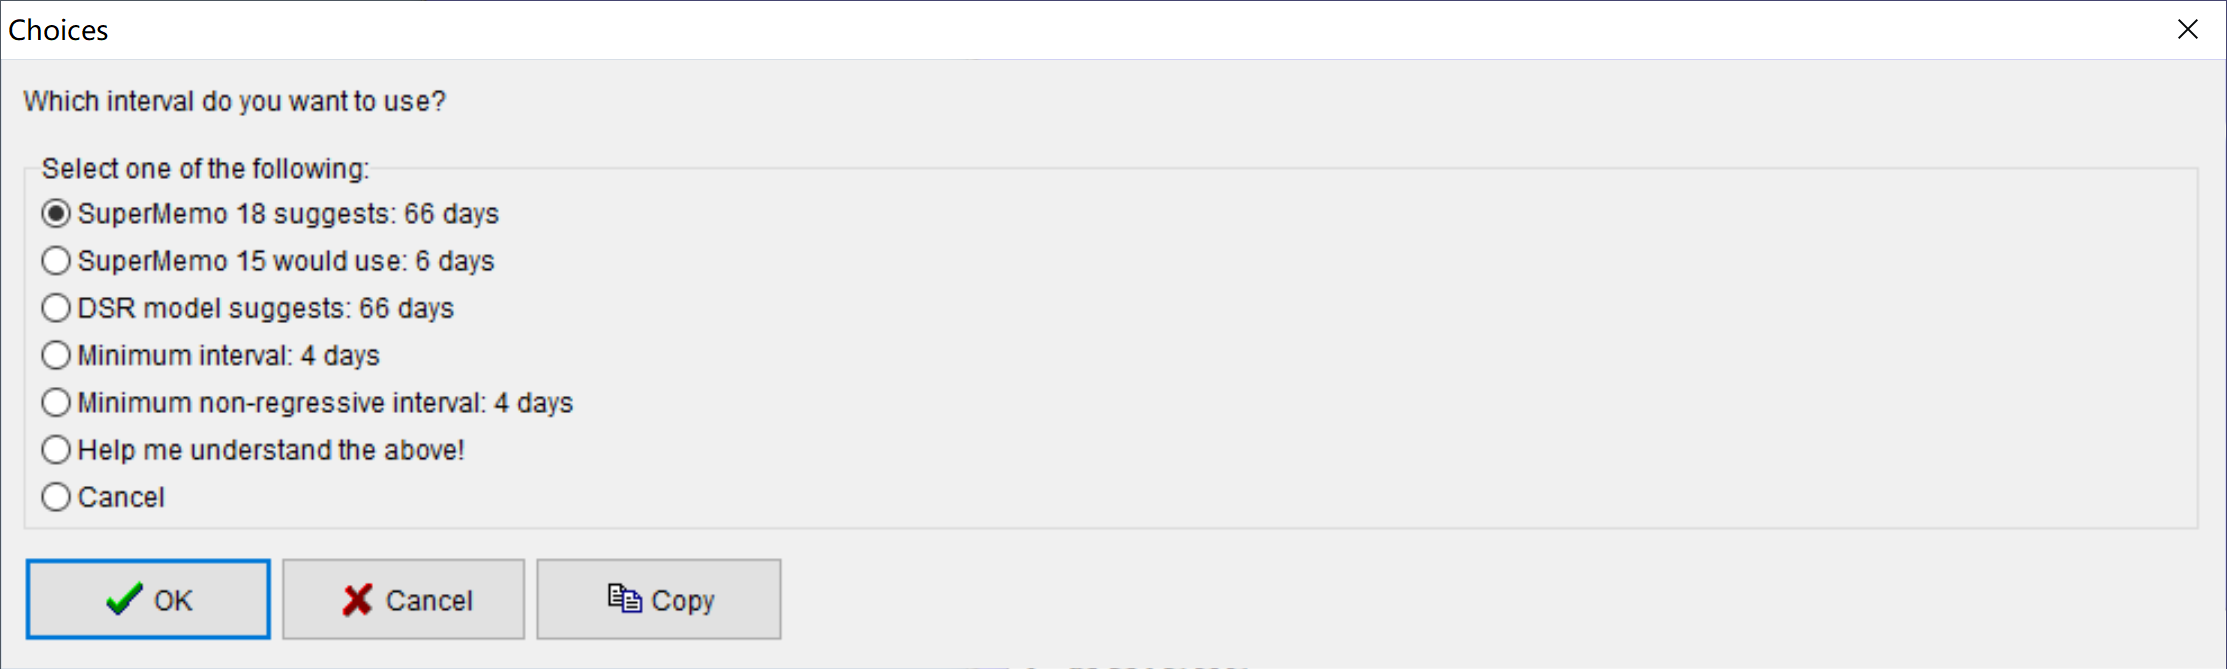 Choices
Which interval do you want to use?
Select one of the following:
SuperMemo 18 suggests: 66 days
SuperMemo 15 would use: 6 days
DSR model suggests: 66 days
Minimum interval: 4 days
Minimum non-regressive interval: 4 days
Help me understand the above!
Cancel
OK Cancel Copy